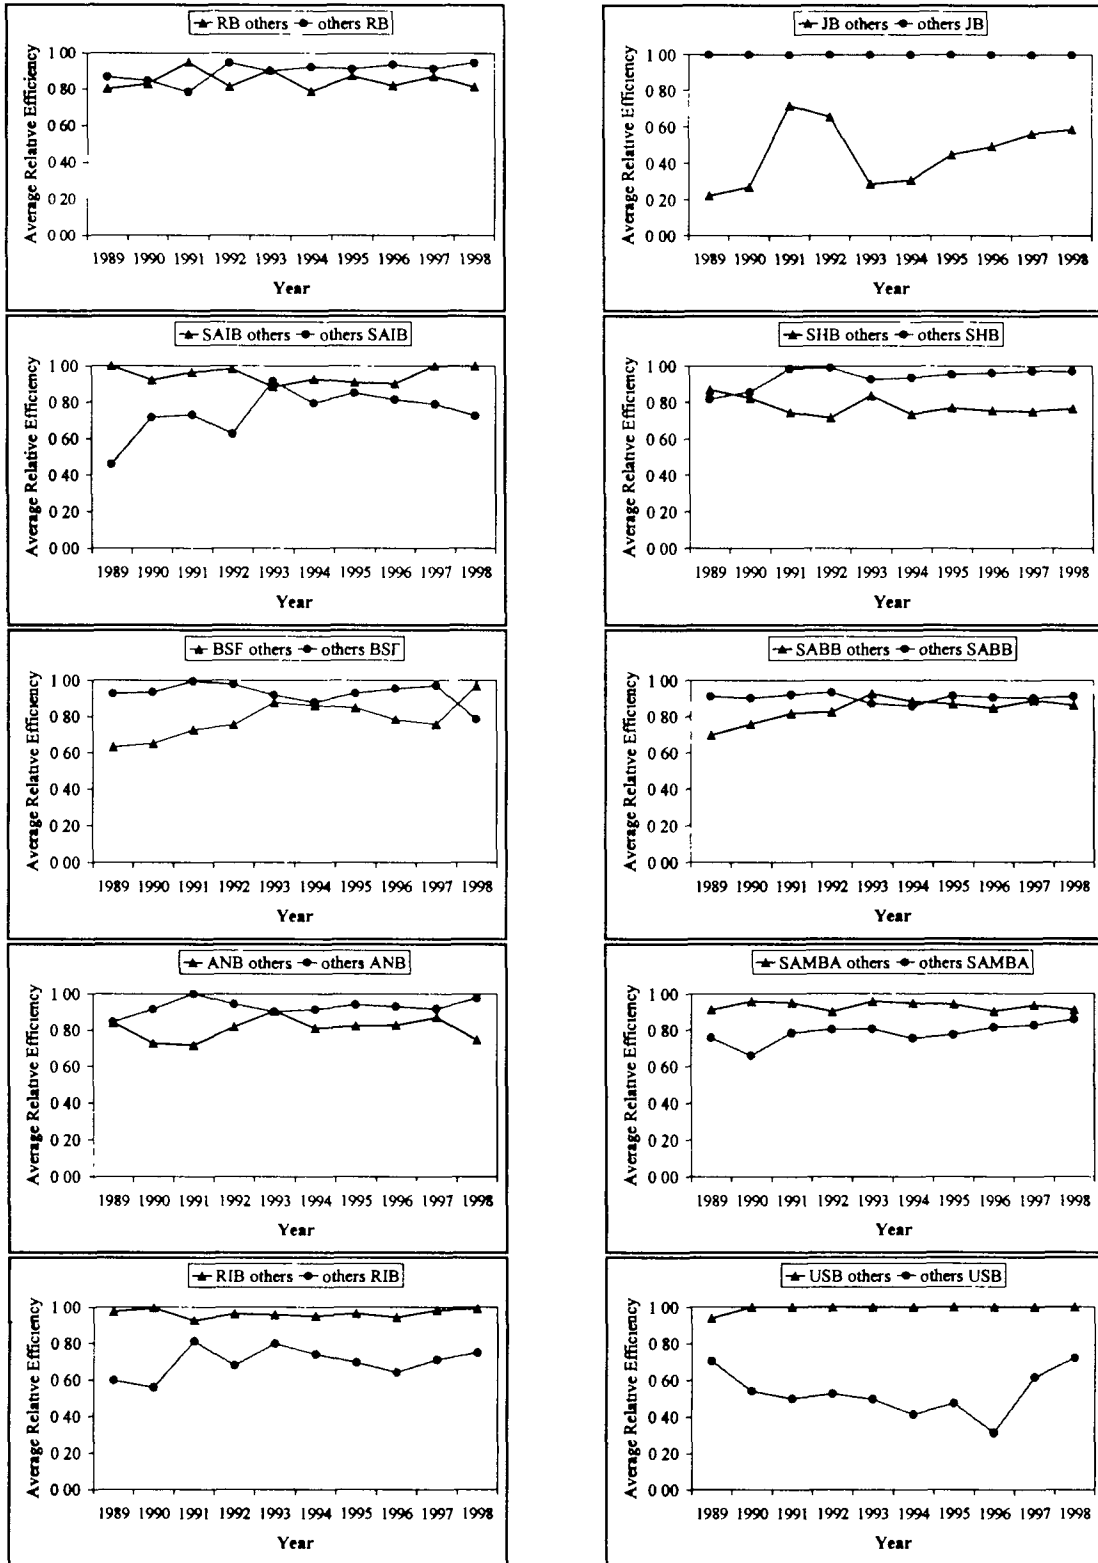 RB others others RB
Average Relative Efficiency
1 00
0 80
0 60
0 40
0 20
0 00
1989 1990 1991 1992 1993 1994 1995 1996 1997 1998
Year
JB others others JB
Average Relative Efficiency
1 00
0 80
0 60
0 40
0 20
0 00
1989 1990 1991 1992 1993 1994 1995 1996 1997 1998
Year
SAIB others others SAIB
Average Relative Efficiency
1 00
0 80
0 60
0 40
0 20
0 00
1989 1990 1991 1992 1993 1994 1995 1996 1997 1998
Year
SHB others others SHB
Average Relative Efficiency
1 00
0 80
0 60
0 40
0 20
0 00
1989 1990 1991 1992 1993 1994 1995 1996 1997 1998
Year
BSF others others BSF
Average Relative Efficiency
1 00
0 80
0 60
0 40
0 20
0 00
1989 1990 1991 1992 1993 1994 1995 1996 1997 1998
Year
SABB others others SABB
Average Relative Efficiency
1 00
0 80
0 60
0 40
0 20
0 00
1989 1990 1991 1992 1993 1994 1995 1996 1997 1998
Year
ANB others others ANB
Average Relative Efficiency
1 00
0 80
0 60
0 40
0 20
0 00
1989 1990 1991 1992 1993 1994 1995 1996 1997 1998
Year
SAMBA others others SAMBA
Average Relative Efficiency
1 00
0 80
0 60
0 40
0 20
0 00
1989 1990 1991 1992 1993 1994 1995 1996 1997 1998
Year
RIB others others RIB
Average Relative Efficiency
1 00
0 80
0 60
0 40
0 20
0 00
1989 1990 1991 1992 1993 1994 1995 1996 1997 1998
Year
USB others others USB
Average Relative Efficiency
1 00
0 80
0 60
0 40
0 20
0 00
1989 1990 1991 1992 1993 1994 1995 1996 1997 1998
Year